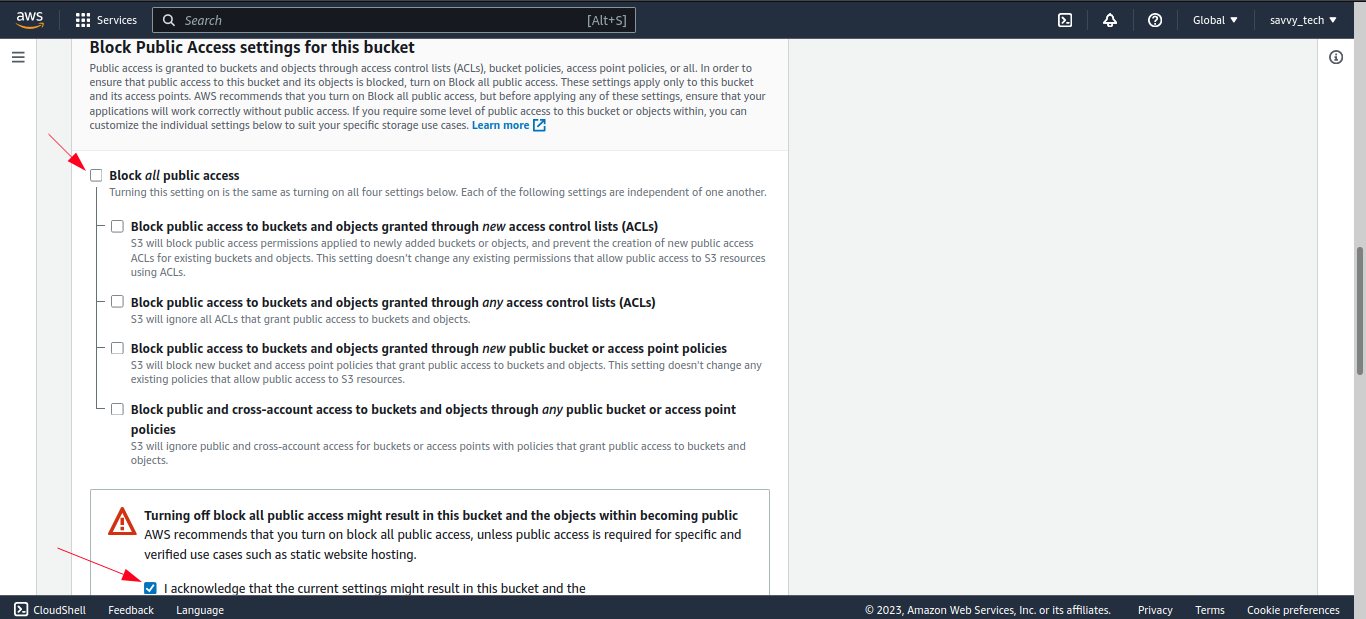 aws
Services
Search
[Alt+S]
Global
savvy_tech
Block Public Access settings for this bucket
Public access is granted to buckets and objects through access control lists (ACLs), bucket policies, access point policies, or all. In order to
ensure that public access to this bucket and its objects is blocked, turn on Block all public access. These settings apply only to this bucket
and its access points. AWS recommends that you turn on Block all public access, but before applying any of these settings, ensure that your
applications will work correctly without public access. If you require some level of public access to this bucket or objects within, you can
customize the individual settings below to suit your specific storage use cases. Learn more
Block all public access
Turning this setting on is the same as turning on all four settings below. Each of the following settings are independent of one another.
Block public access to buckets and objects granted through new access control lists (ACLs)
S3 will block public access permissions applied to newly added buckets or objects, and prevent the creation of new public access
ACLs for existing buckets and objects. This setting doesn't change any existing permissions that allow public access to S3 resources
using ACLs.
Block public access to buckets and objects granted through any access control lists (ACLs)
S3 will ignore all ACLs that grant public access to buckets and objects.
Block public access to buckets and objects granted through new public bucket or access point policies
S3 will block new bucket and access point policies that grant public access to buckets and objects. This setting doesn't change any
existing policies that allow public access to S3 resources.
Block public and cross-account access to buckets and objects through any public bucket or access point
policies
S3 will ignore public and cross-account access for buckets or access points with policies that grant public access to buckets and
objects.
Turning off block all public access might result in this bucket and the objects within becoming public
AWS recommends that you turn on block all public access, unless public access is required for specific and
verified use cases such as static website hosting.
I acknowledge that the current settings might result in this bucket and the
CloudShell
Feedback
Language
© 2023, Amazon Web Services, Inc. or its affiliates.
Privacy
Terms
Cookie preferences